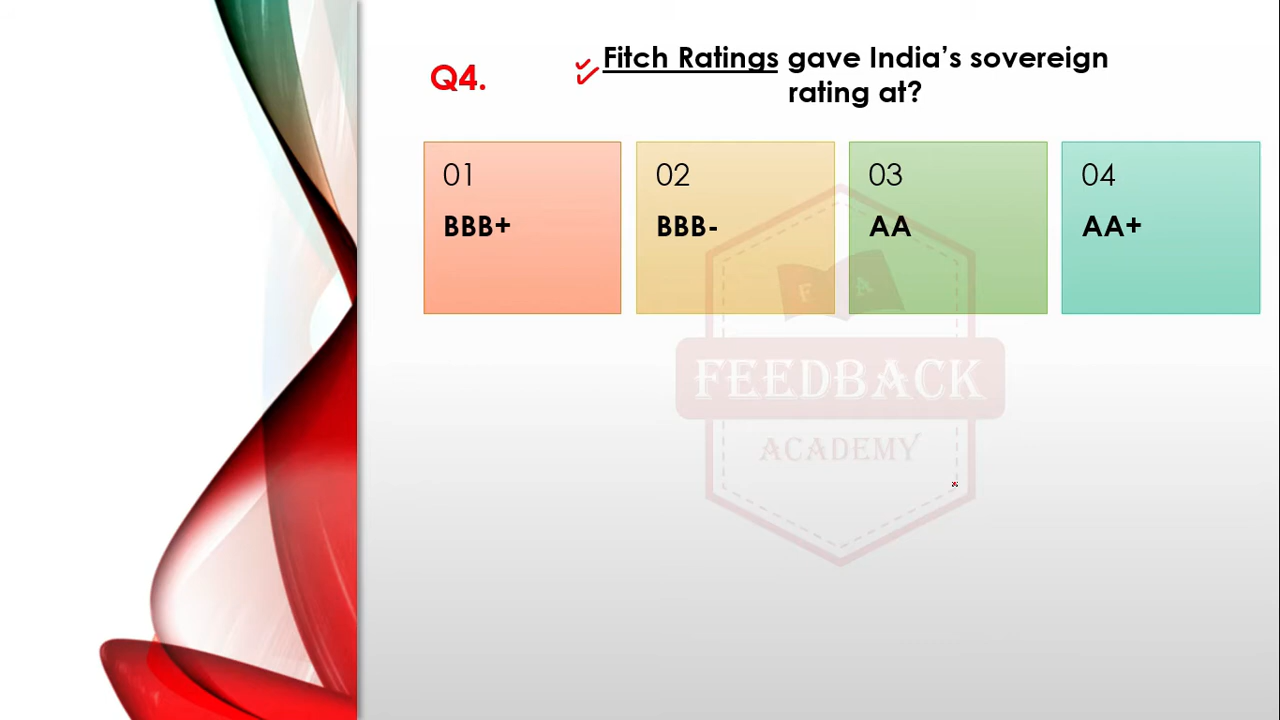 Q4.
Fitch Ratings gave India's sovereign
rating at?
01
BBB+
02
BBB-
03
AA
04
AA+
F A
FEEDBACK
ACADEMY